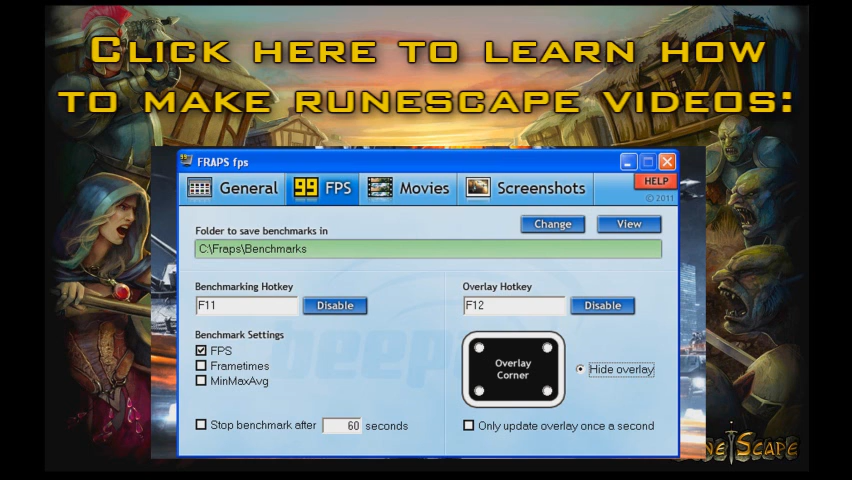 Click here to learn how
to make runescape videos:
FRAPS fps
General
99 FPS
Movies
Screenshots
HELP
© 2011
Folder to save benchmarks in
Change
View
C:\Fraps\Benchmarks
Benchmarking Hotkey
Overlay Hotkey
F11
Disable
F12
Disable
Benchmark Settings
FPS
Frametimes
MinMaxAvg
Overlay
Corner
Hide overlay
Stop benchmark after 60 seconds
Only update overlay once a second